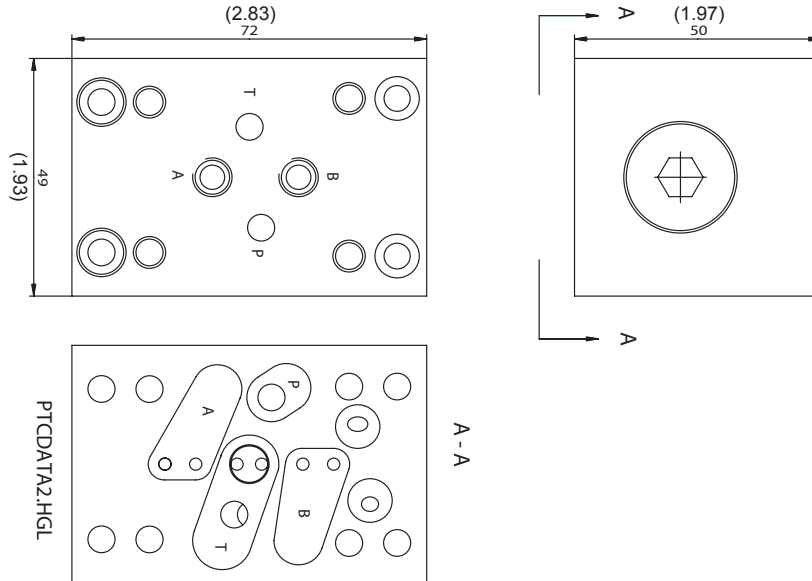 (2.83)
72
A
(1.97)
50
T
A
B
P
49
(1.93)
A
P
A
B
T
A - A
PTCDATA2.HGL